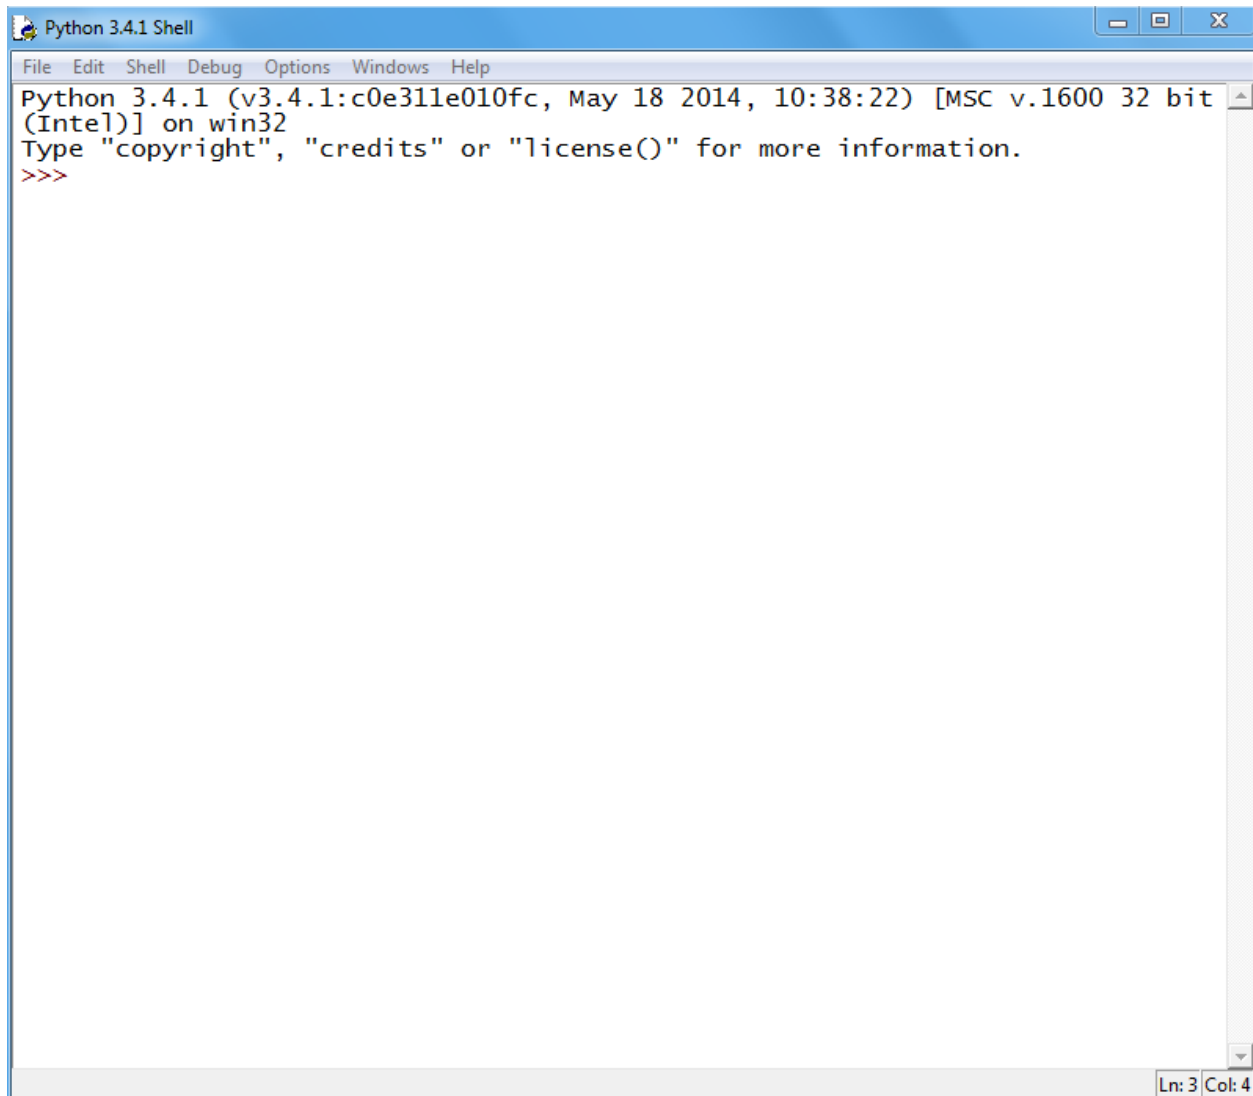 Python 3.4.1 Shell
File Edit Shell Debug Options Windows Help
Python 3.4.1 (v3.4.1:c0e311e010fc, May 18 2014, 10:38:22) [MSC v.1600 32 bit
(Intel)] on win32
Type "copyright", "credits" or "license()" for more information.
>>>
Ln: 3 Col: 4